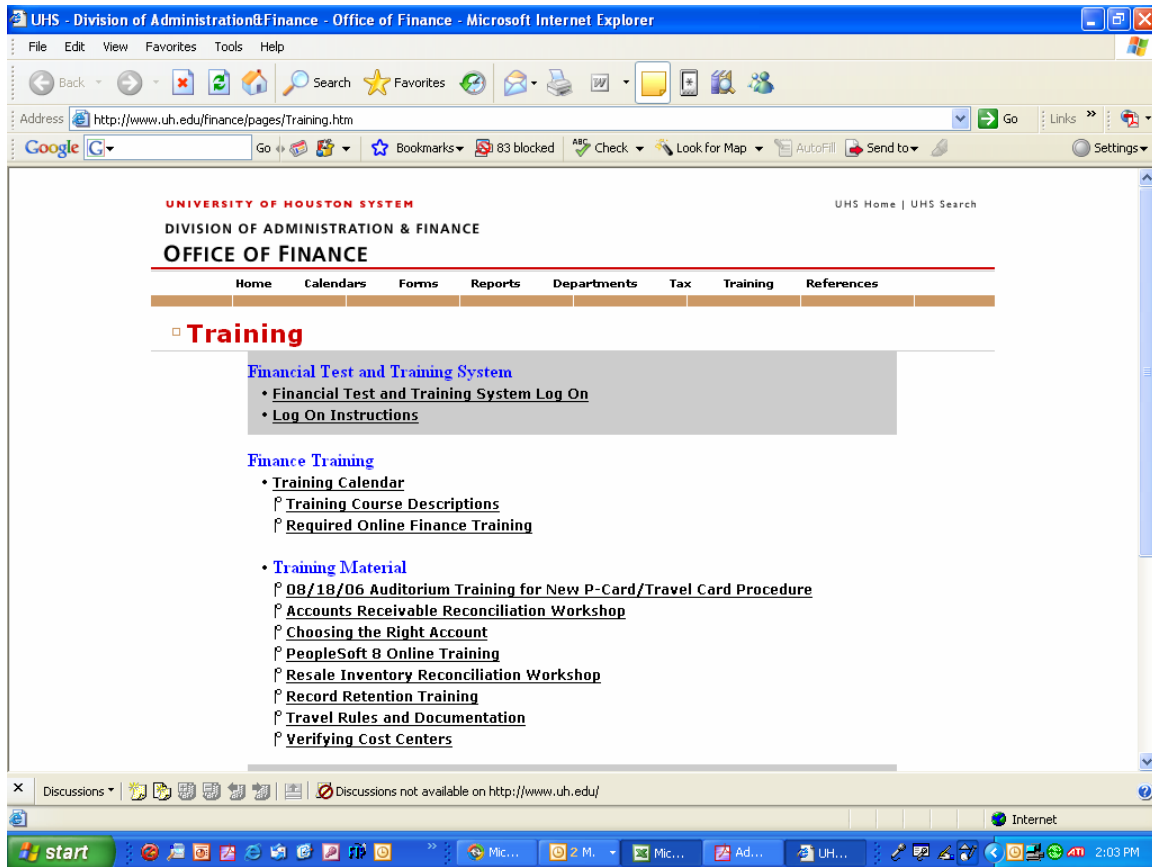 UHS - Division of Administration&Finance - Office of Finance - Microsoft Internet Explorer
File Edit View Favorites Tools Help
Back Search Favorites
Address http://www.uh.edu/finance/pages/Training.htm Go Links »
Google G Go Bookmarks 83 blocked ABC Check Look for Map AutoFill Send to Settings
UNIVERSITY OF HOUSTON SYSTEM UHS Home | UHS Search
DIVISION OF ADMINISTRATION & FINANCE
OFFICE OF FINANCE
Home Calendars Forms Reports Departments Tax Training References
Training
Financial Test and Training System
• Financial Test and Training System Log On
• Log On Instructions
Finance Training
• Training Calendar
Training Course Descriptions
Required Online Finance Training
• Training Material
08/18/06 Auditorium Training for New P-Card/Travel Card Procedure
Accounts Receivable Reconciliation Workshop
Choosing the Right Account
PeopleSoft 8 Online Training
Resale Inventory Reconciliation Workshop
Record Retention Training
Travel Rules and Documentation
Verifying Cost Centers
× Discussions Discussions not available on http://www.uh.edu/
Internet
start » Mic... 2 M. Mic... Ad... UH... 2:03 PM